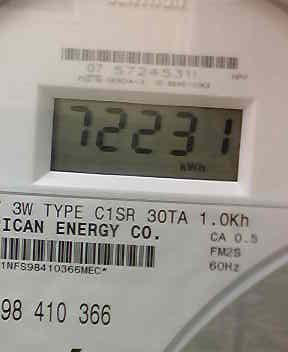 07 57245311
72231
kWh
3W TYPE C1SR 30TA 1.0Kh
ICAN ENERGY CO.
CA 0.5
FM2S
1NFS98410366MEC*
60Hz
98 410 366